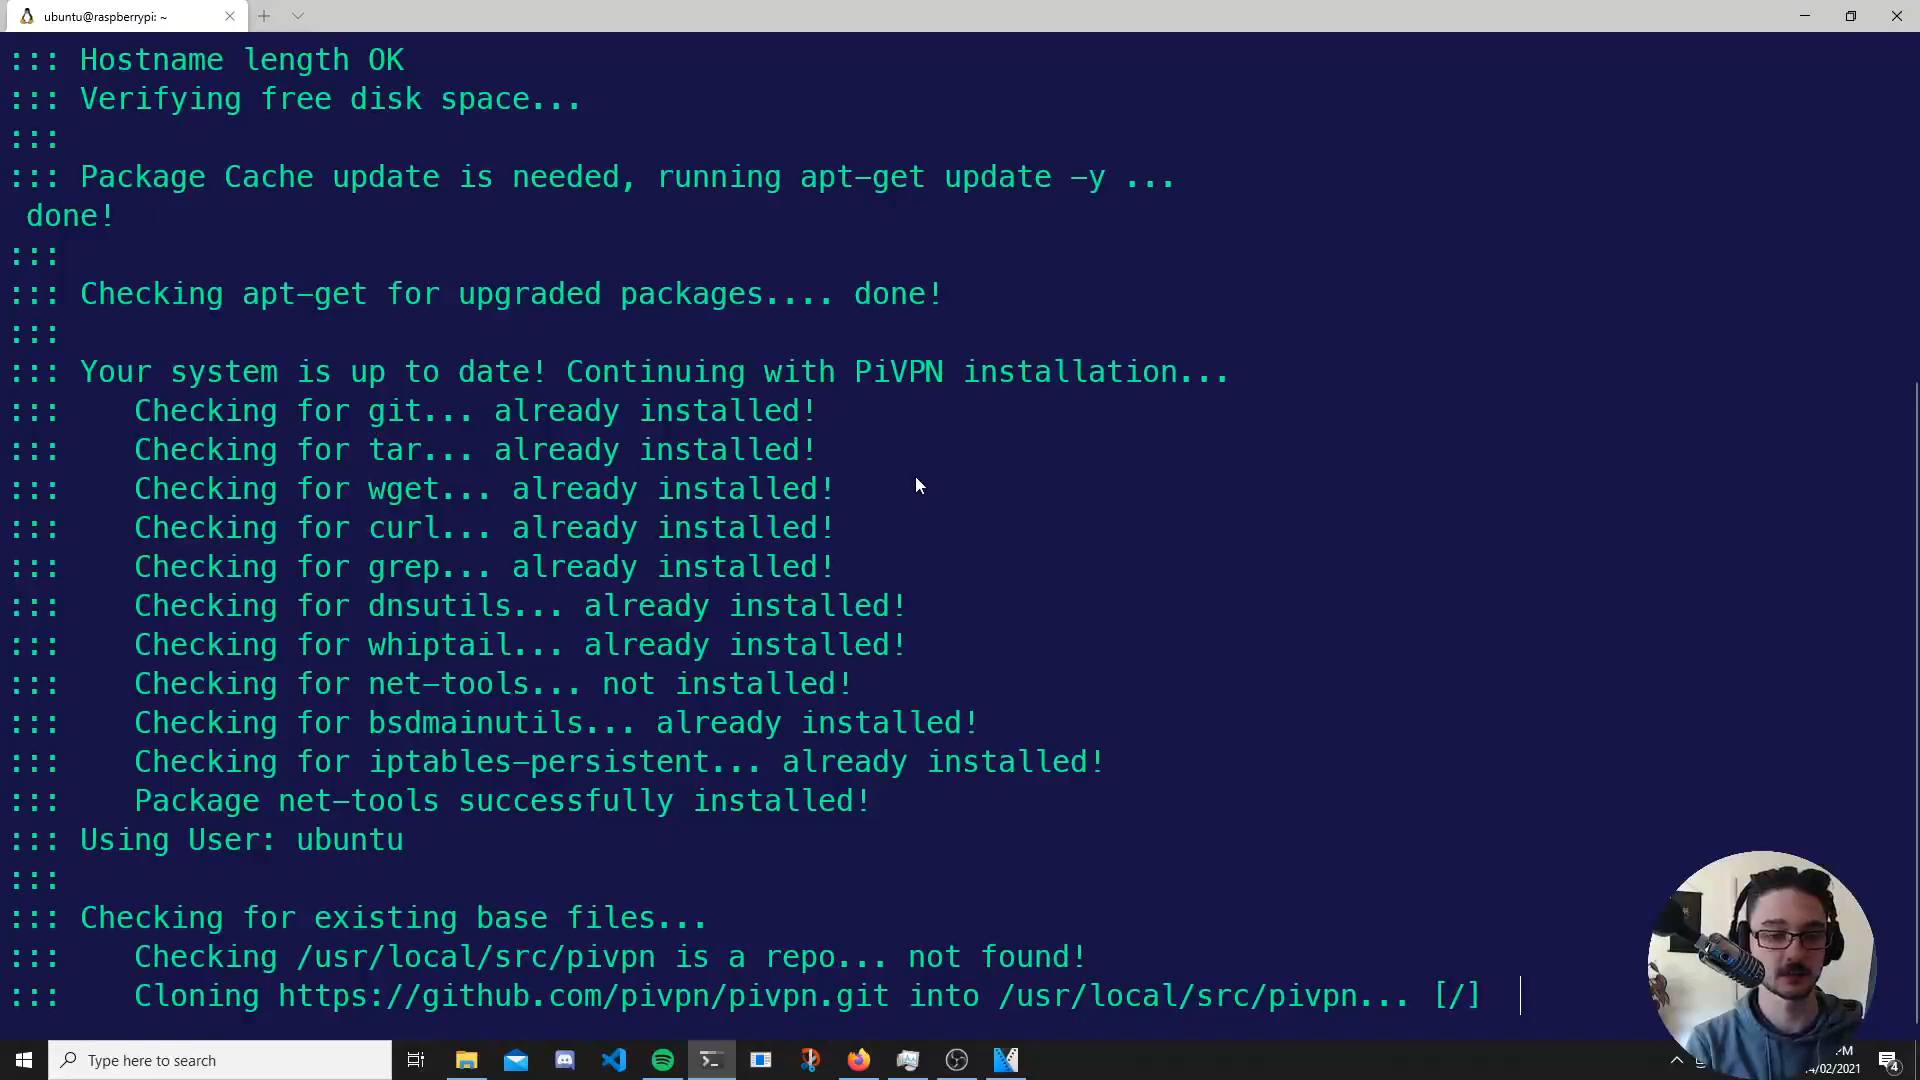 ubuntu@raspberrypi: ~
::: Hostname length OK
::: Verifying free disk space...
:::
::: Package Cache update is needed, running apt-get update -y ...
done!
:::
::: Checking apt-get for upgraded packages.... done!
:::
::: Your system is up to date! Continuing with PiVPN installation...
:::    Checking for git... already installed!
:::    Checking for tar... already installed!
:::    Checking for wget... already installed!
:::    Checking for curl... already installed!
:::    Checking for grep... already installed!
:::    Checking for dnsutils... already installed!
:::    Checking for whiptail... already installed!
:::    Checking for net-tools... not installed!
:::    Checking for bsdmainutils... already installed!
:::    Checking for iptables-persistent... already installed!
:::    Package net-tools successfully installed!
::: Using User: ubuntu
:::
::: Checking for existing base files...
:::    Checking /usr/local/src/pivpn is a repo... not found!
:::    Cloning https://github.com/pivpn/pivpn.git into /usr/local/src/pivpn... [/]
Type here to search
4/02/2021
4